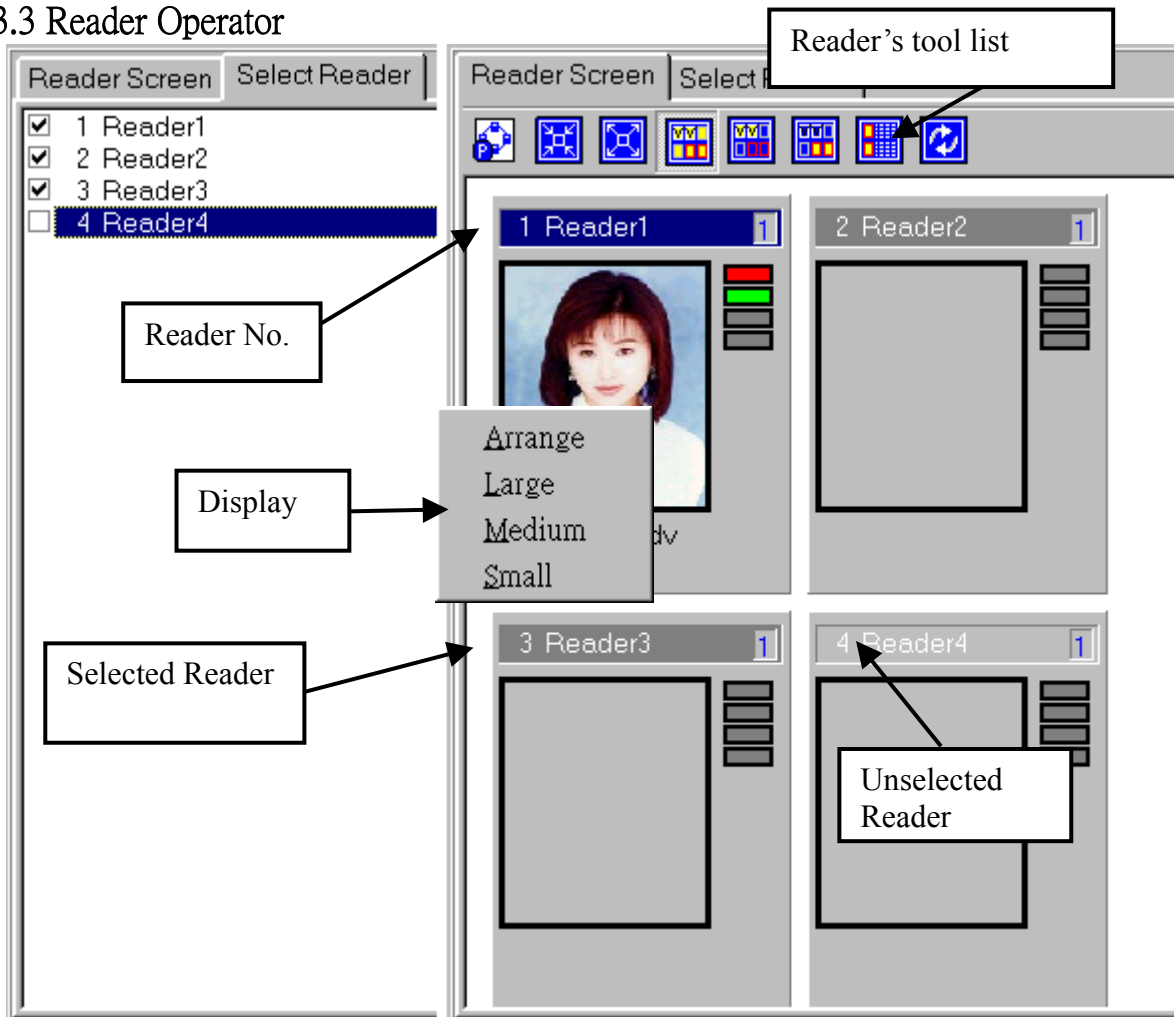 3.3 Reader Operator
Reader's tool list
Reader Screen
Select Reader
1 Reader1
2 Reader2
3 Reader3
4 Reader4
Reader No.
Display
Selected Reader
Reader Screen
Select
P
1 Reader1 1
2 Reader2 1
Arrange
Large
Medium
Small
dv
3 Reader3 1
4 Reader4 1
Unselected
Reader